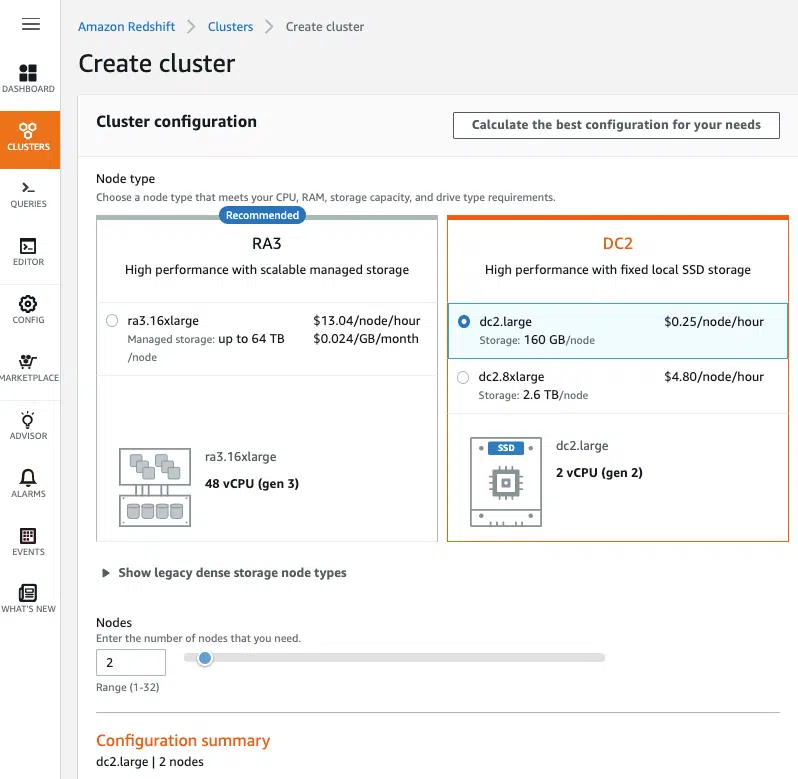 Amazon Redshift > Clusters > Create cluster
Create cluster
DASHBOARD
CLUSTERS
QUERIES
EDITOR
CONFIG
MARKETPLACE
ADVISOR
ALARMS
EVENTS
WHAT'S NEW
Cluster configuration
Calculate the best configuration for your needs
Node type
Choose a node type that meets your CPU, RAM, storage capacity, and drive type requirements.
Recommended
RA3
High performance with scalable managed storage
ra3.16xlarge $13.04/node/hour
Managed storage: up to 64 TB $0.024/GB/month
/node
ra3.16xlarge
48 vCPU (gen 3)
DC2
High performance with fixed local SSD storage
dc2.large $0.25/node/hour
Storage: 160 GB/node
dc2.8xlarge $4.80/node/hour
Storage: 2.6 TB/node
SSD
dc2.large
2 vCPU (gen 2)
Show legacy dense storage node types
Nodes
Enter the number of nodes that you need.
2
Range (1-32)
Configuration summary
dc2.large | 2 nodes